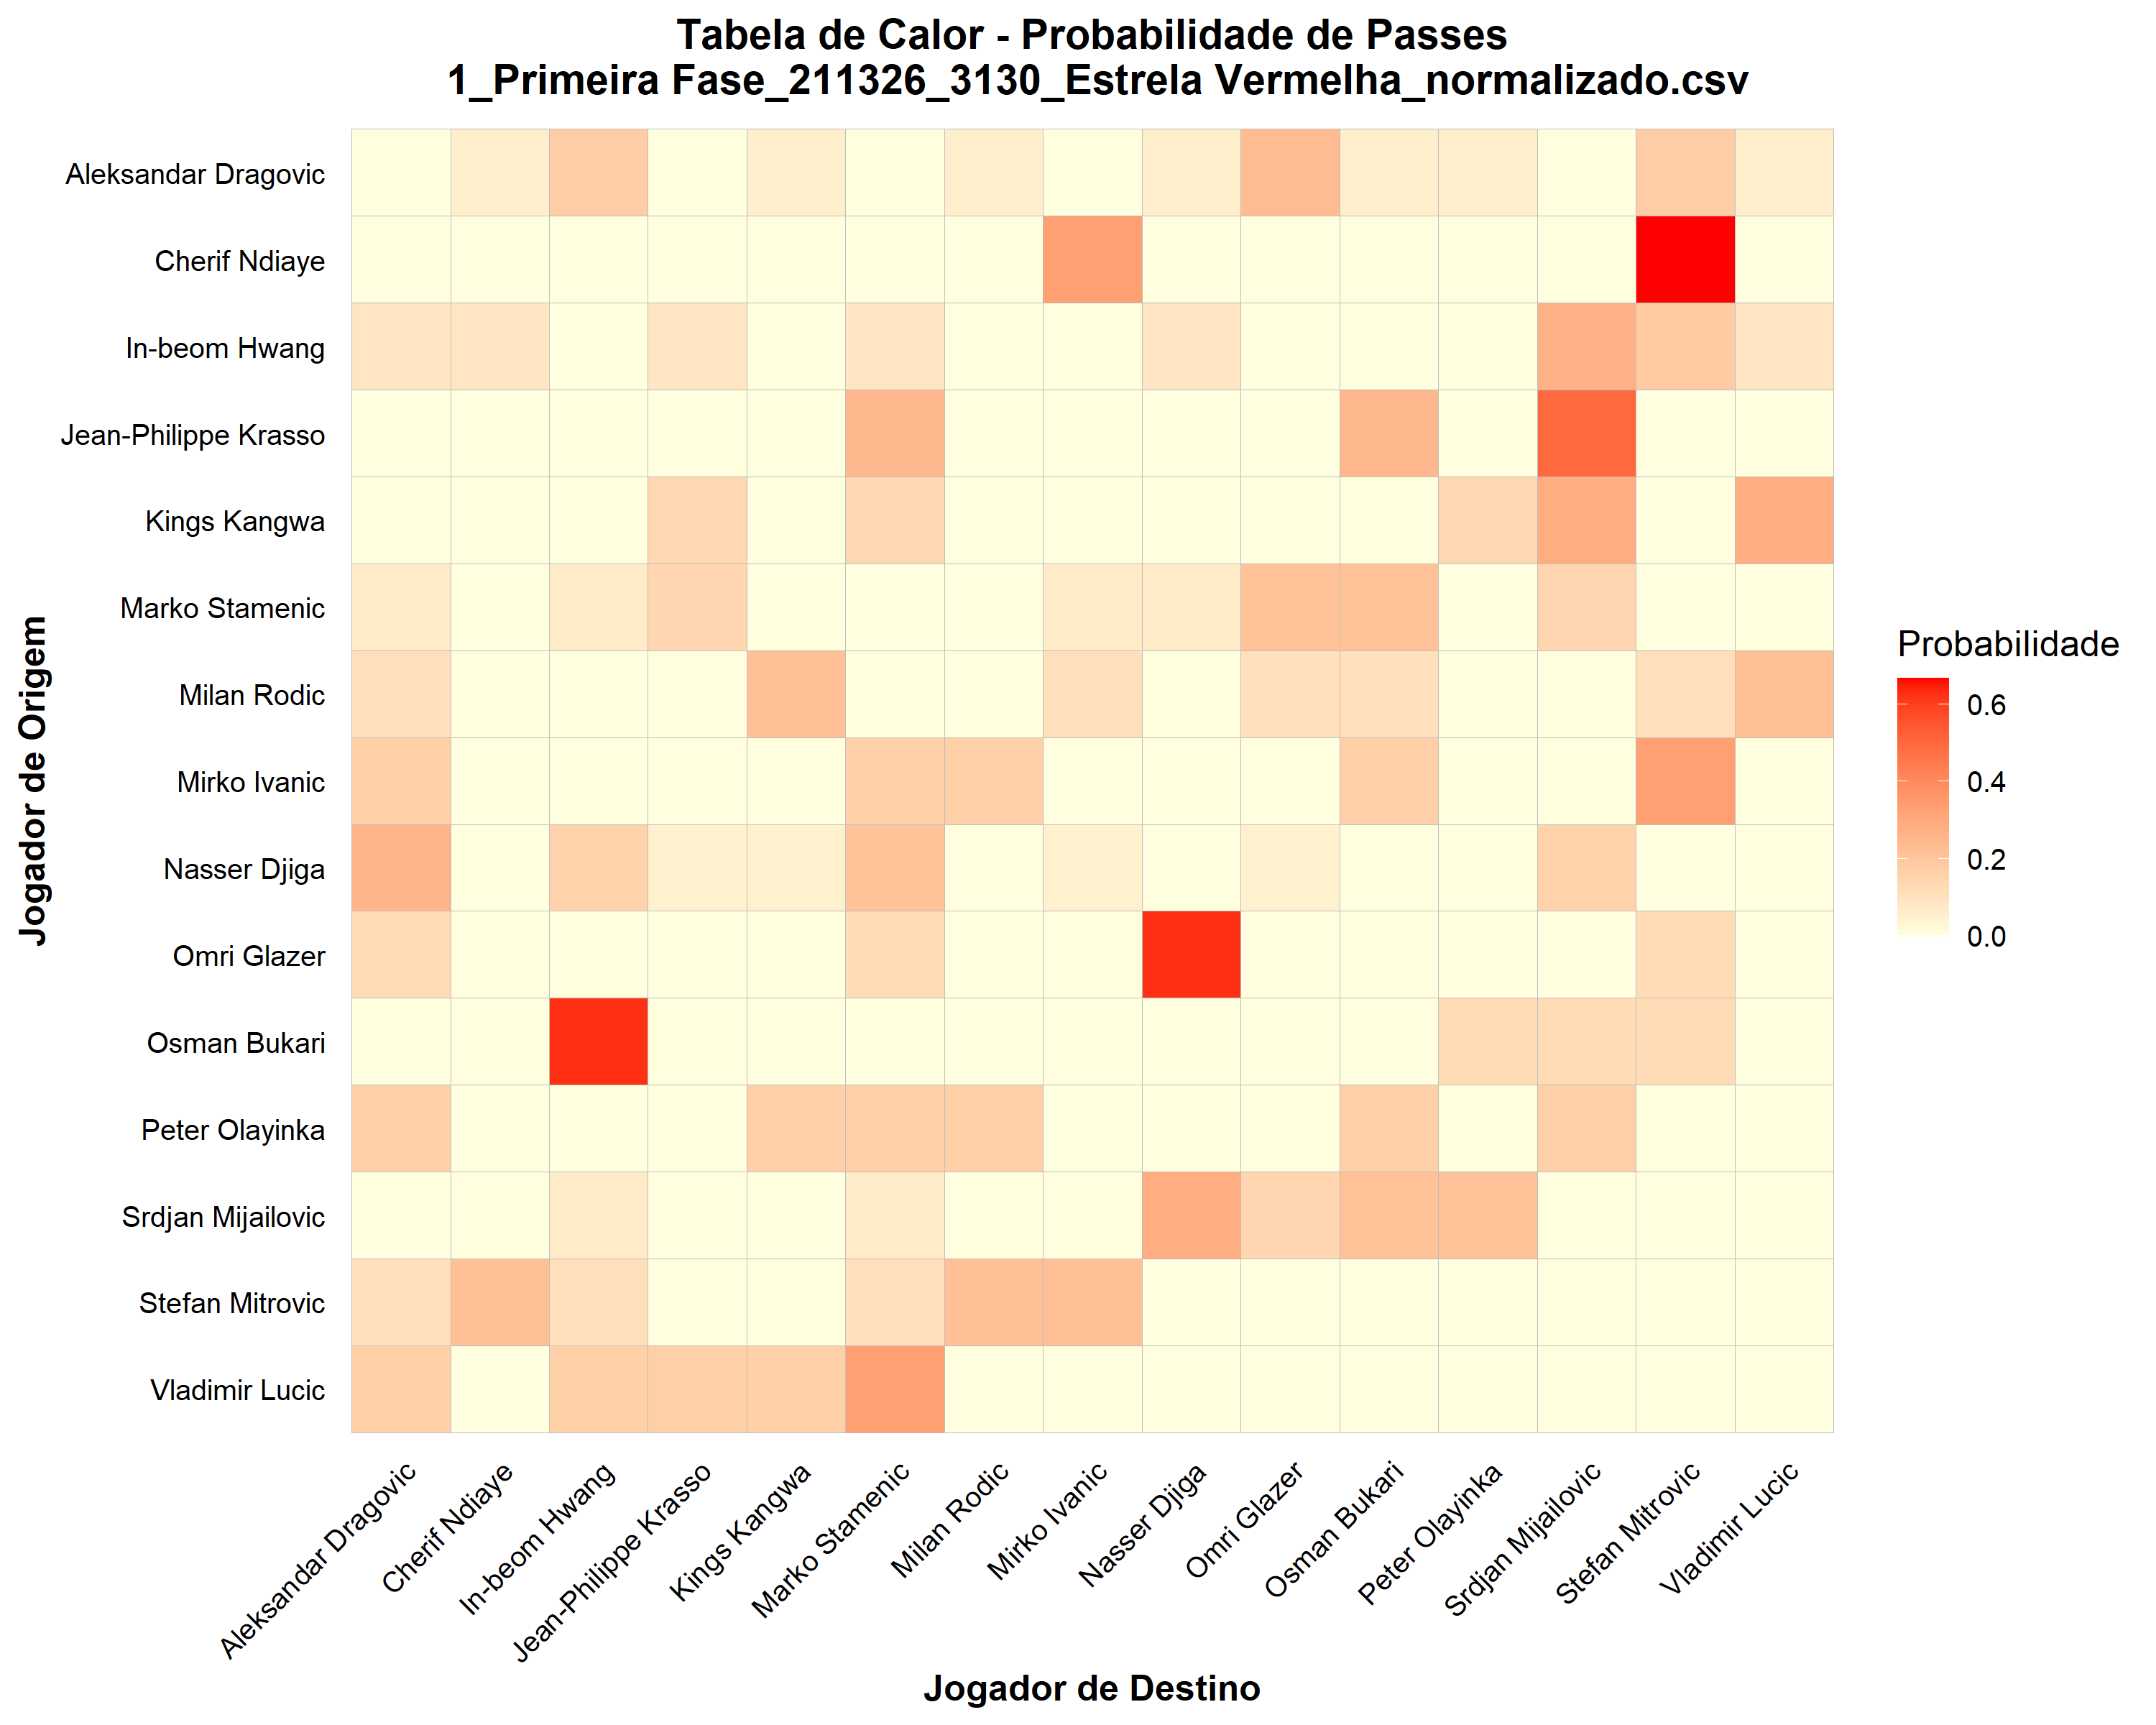 Tabela de Calor - Probabilidade de Passes
1_Primeira Fase_211326_3130_Estrela Vermelha_normalizado.csv
Jogador de Origem
Aleksandar Dragovic
Cherif Ndiaye
In-beom Hwang
Jean-Philippe Krasso
Kings Kangwa
Marko Stamenic
Milan Rodic
Mirko Ivanic
Nasser Djiga
Omri Glazer
Osman Bukari
Peter Olayinka
Srdjan Mijailovic
Stefan Mitrovic
Vladimir Lucic
Probabilidade
0.6
0.4
0.2
0.0
Aleksandar Dragovic
Cherif Ndiaye
In-beom Hwang
Jean-Philippe Krasso
Kings Kangwa
Marko Stamenic
Milan Rodic
Mirko Ivanic
Nasser Djiga
Omri Glazer
Osman Bukari
Peter Olayinka
Srdjan Mijailovic
Stefan Mitrovic
Vladimir Lucic
Jogador de Destino